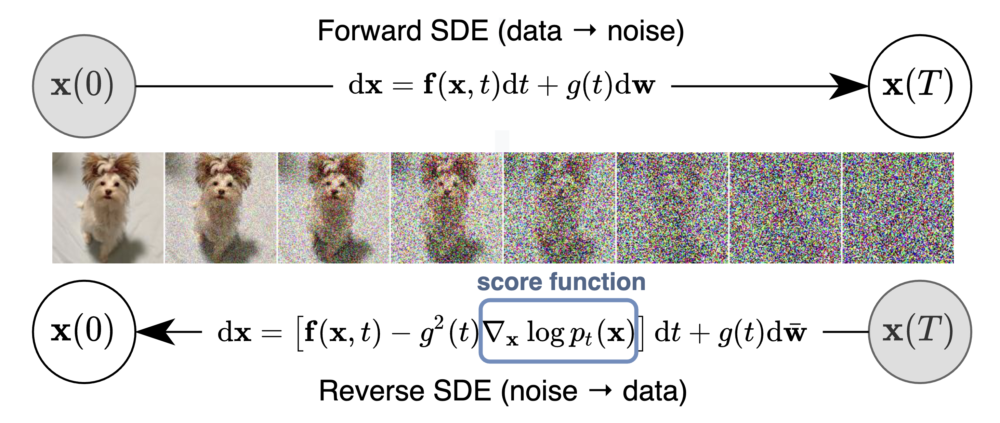 Forward SDE (data → noise)
x(0) dx = f(x, t)dt + g(t)dw x(T)
score function
x(0) dx = [f(x, t) − g²(t)∇ₓ log pₜ(x)] dt + g(t)dw̄ x(T)
Reverse SDE (noise → data)